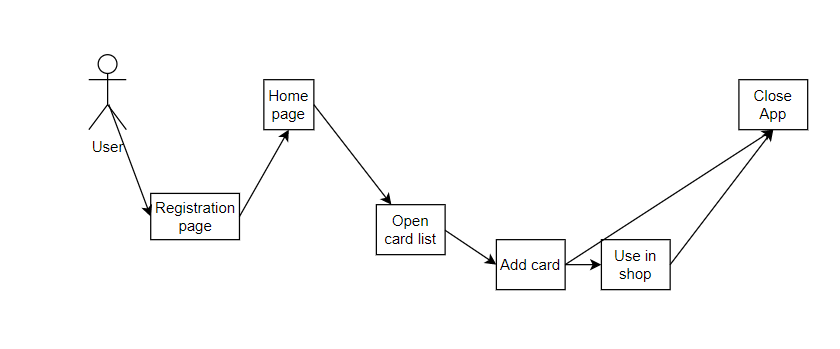 User
Registration
page
Home
page
Open
card list
Add card
Use in
shop
Close
App